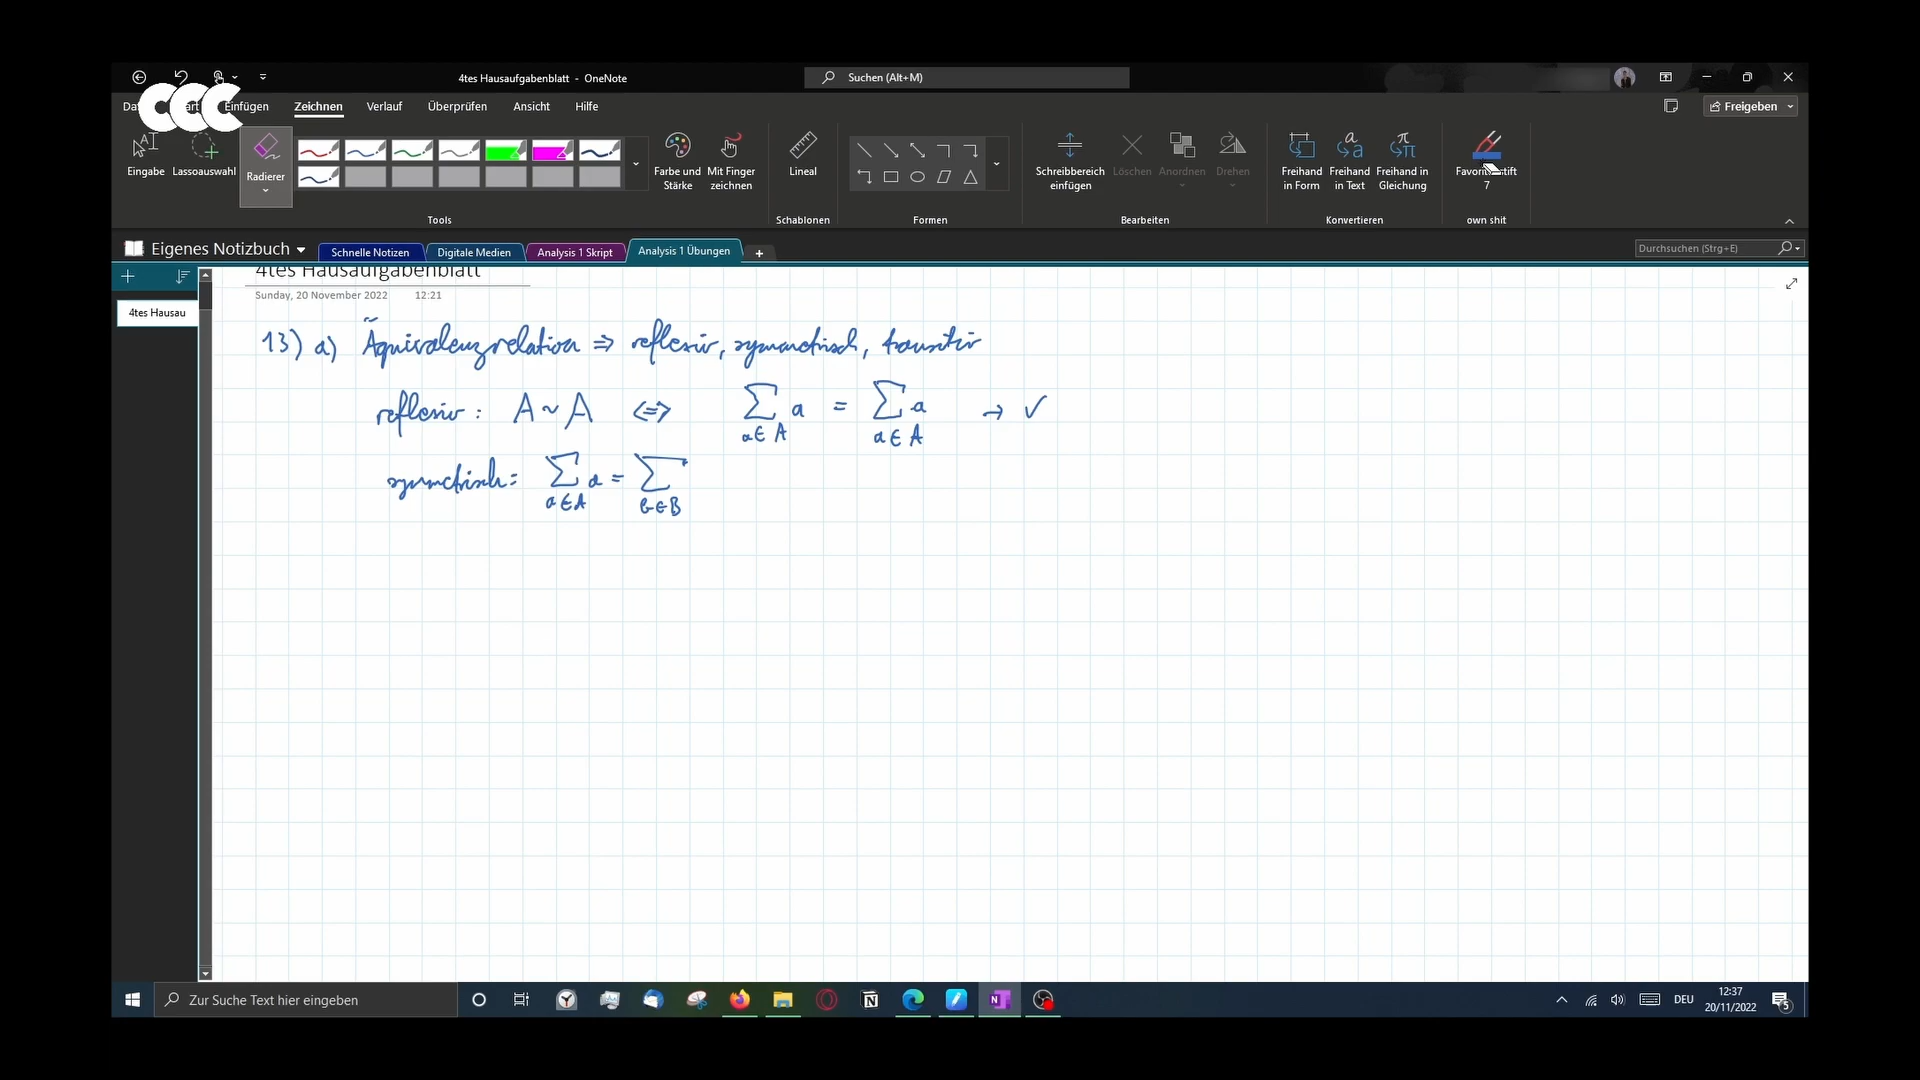 4tes Hausaufgabenblatt - OneNote
Suchen (Alt+M)
CCC
Einfügen Zeichnen Verlauf Überprüfen Ansicht Hilfe
Freigeben
Eingabe Lassoauswahl Radierer
Farbe und Stärke
Mit Finger zeichnen
Lineal
Schreibbereich einfügen
Löschen Anordnen Drehen
Freihand in Form
Freihand in Text
Freihand in Gleichung
7
Tools Schablonen Formen Bearbeiten Konvertieren own shit
Eigenes Notizbuch Schnelle Notizen Digitale Medien Analysis 1 Skript Analysis 1 Übungen
Durchsuchen (Strg+E)
4tes Hausaufgabenblatt
4tes Hausau
Sunday, 20 November 2022 12:21
13) a) Äquivalenzrelation ⇒ reflexiv, symmetrisch, transitiv
reflexiv: A ~ A ⇔ ∑ a∈A a = ∑ a∈A a → ✓
symmetrisch: ∑ a∈A a = ∑ b∈B
Zur Suche Text hier eingeben
DEU
12:37
20/11/2022
5